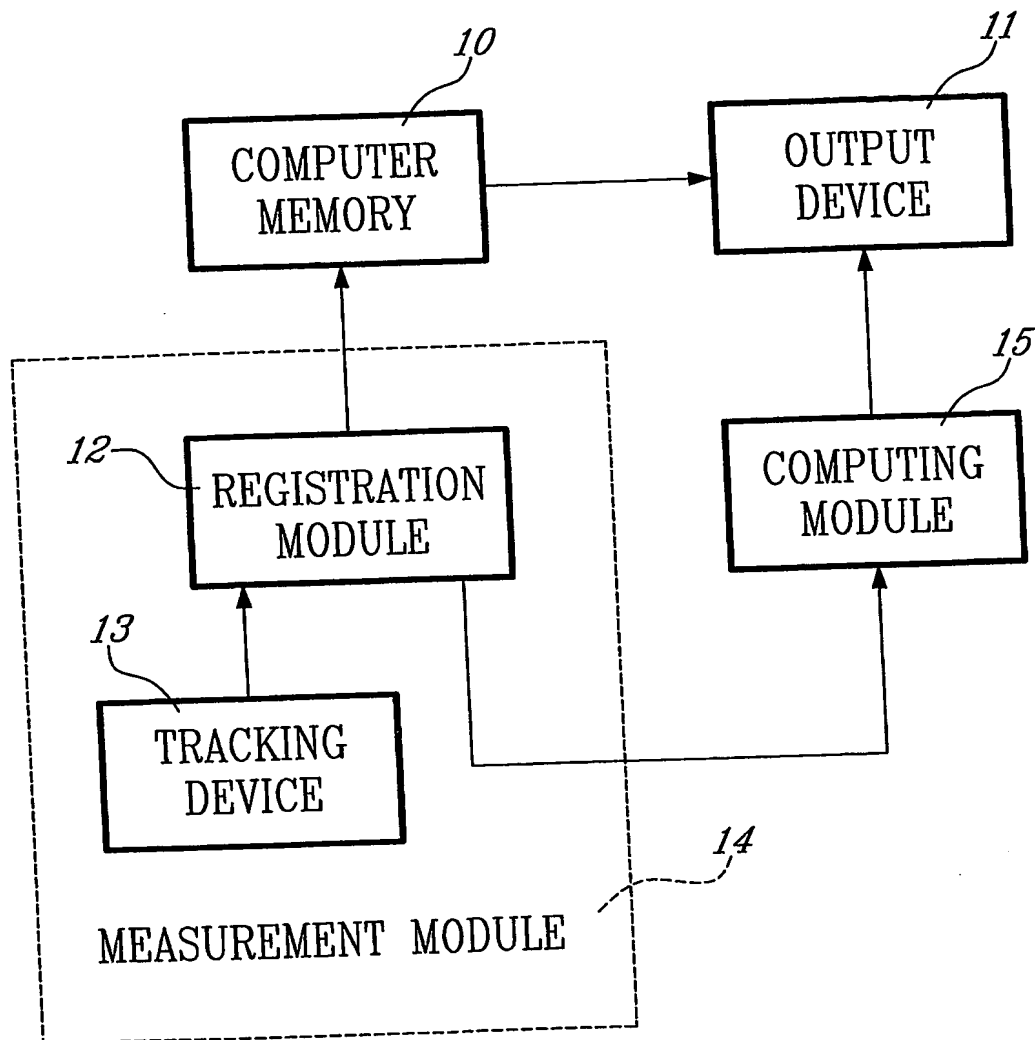 10
11
COMPUTER
MEMORY
OUTPUT
DEVICE
15
12
REGISTRATION
MODULE
COMPUTING
MODULE
13
TRACKING
DEVICE
14
MEASUREMENT MODULE